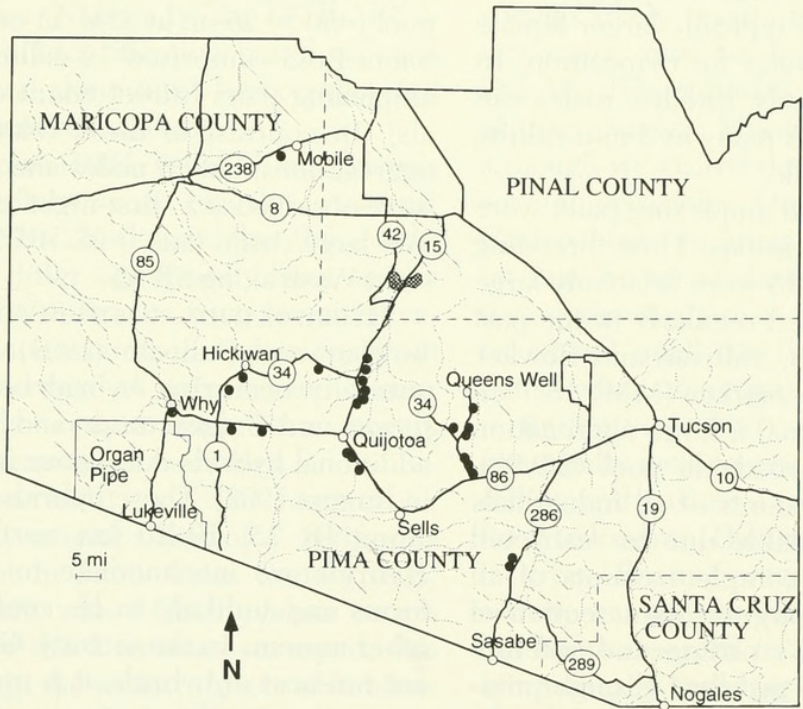 MARICOPA COUNTY
Mobile
238
PINAL COUNTY
8
42
15
85
Hickiwan
34
Queens Well
Why
34
Tucson
Quijotoa
Organ
Pipe
1
86
10
286
19
Lukeville
Sells
PIMA COUNTY
5 mi
SANTA CRUZ
COUNTY
Sasabe
N
289
Nogales